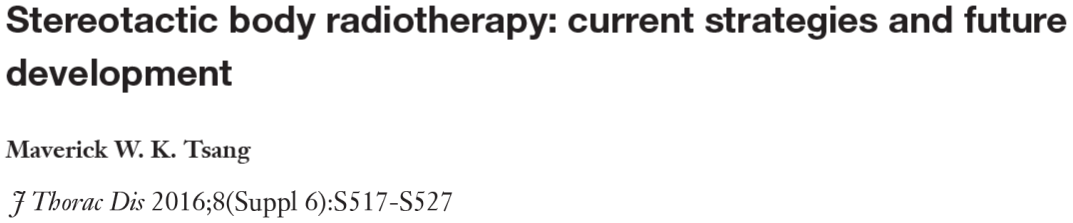 Stereotactic body radiotherapy: current strategies and future
development
Maverick W. K. Tsang
J Thorac Dis 2016;8(Suppl 6):S517-S527